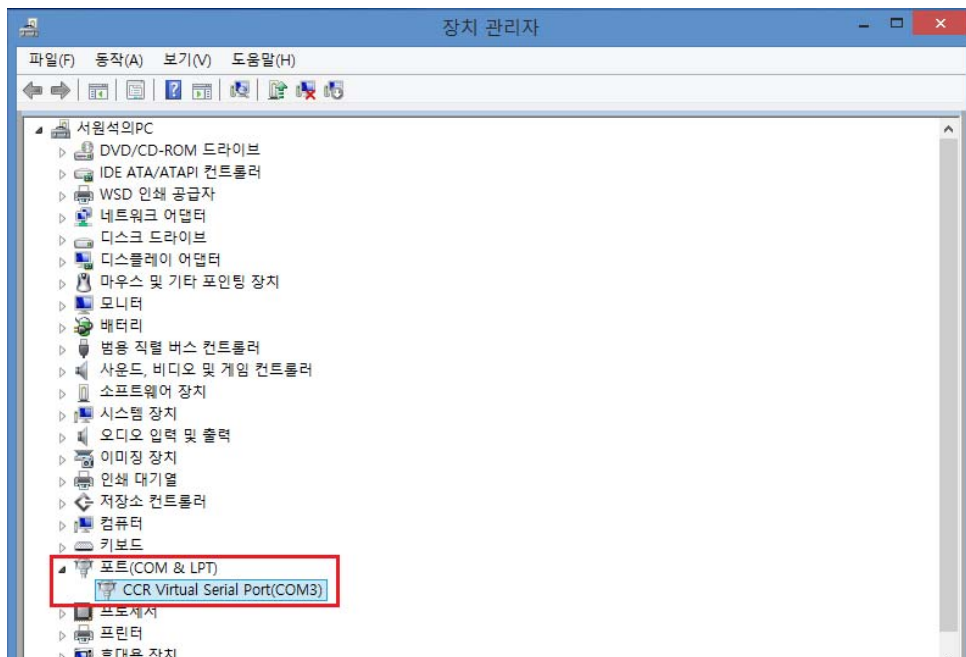 장치 관리자
파일(F) 동작(A) 보기(V) 도움말(H)
서원석의PC
DVD/CD-ROM 드라이브
IDE ATA/ATAPI 컨트롤러
WSD 인쇄 공급자
네트워크 어댑터
디스크 드라이브
디스플레이 어댑터
마우스 및 기타 포인팅 장치
모니터
배터리
범용 직렬 버스 컨트롤러
사운드, 비디오 및 게임 컨트롤러
소프트웨어 장치
시스템 장치
오디오 입력 및 출력
이미징 장치
인쇄 대기열
저장소 컨트롤러
컴퓨터
키보드
포트(COM & LPT)
CCR Virtual Serial Port(COM3)
프로세서
프린터
휴대용 장치